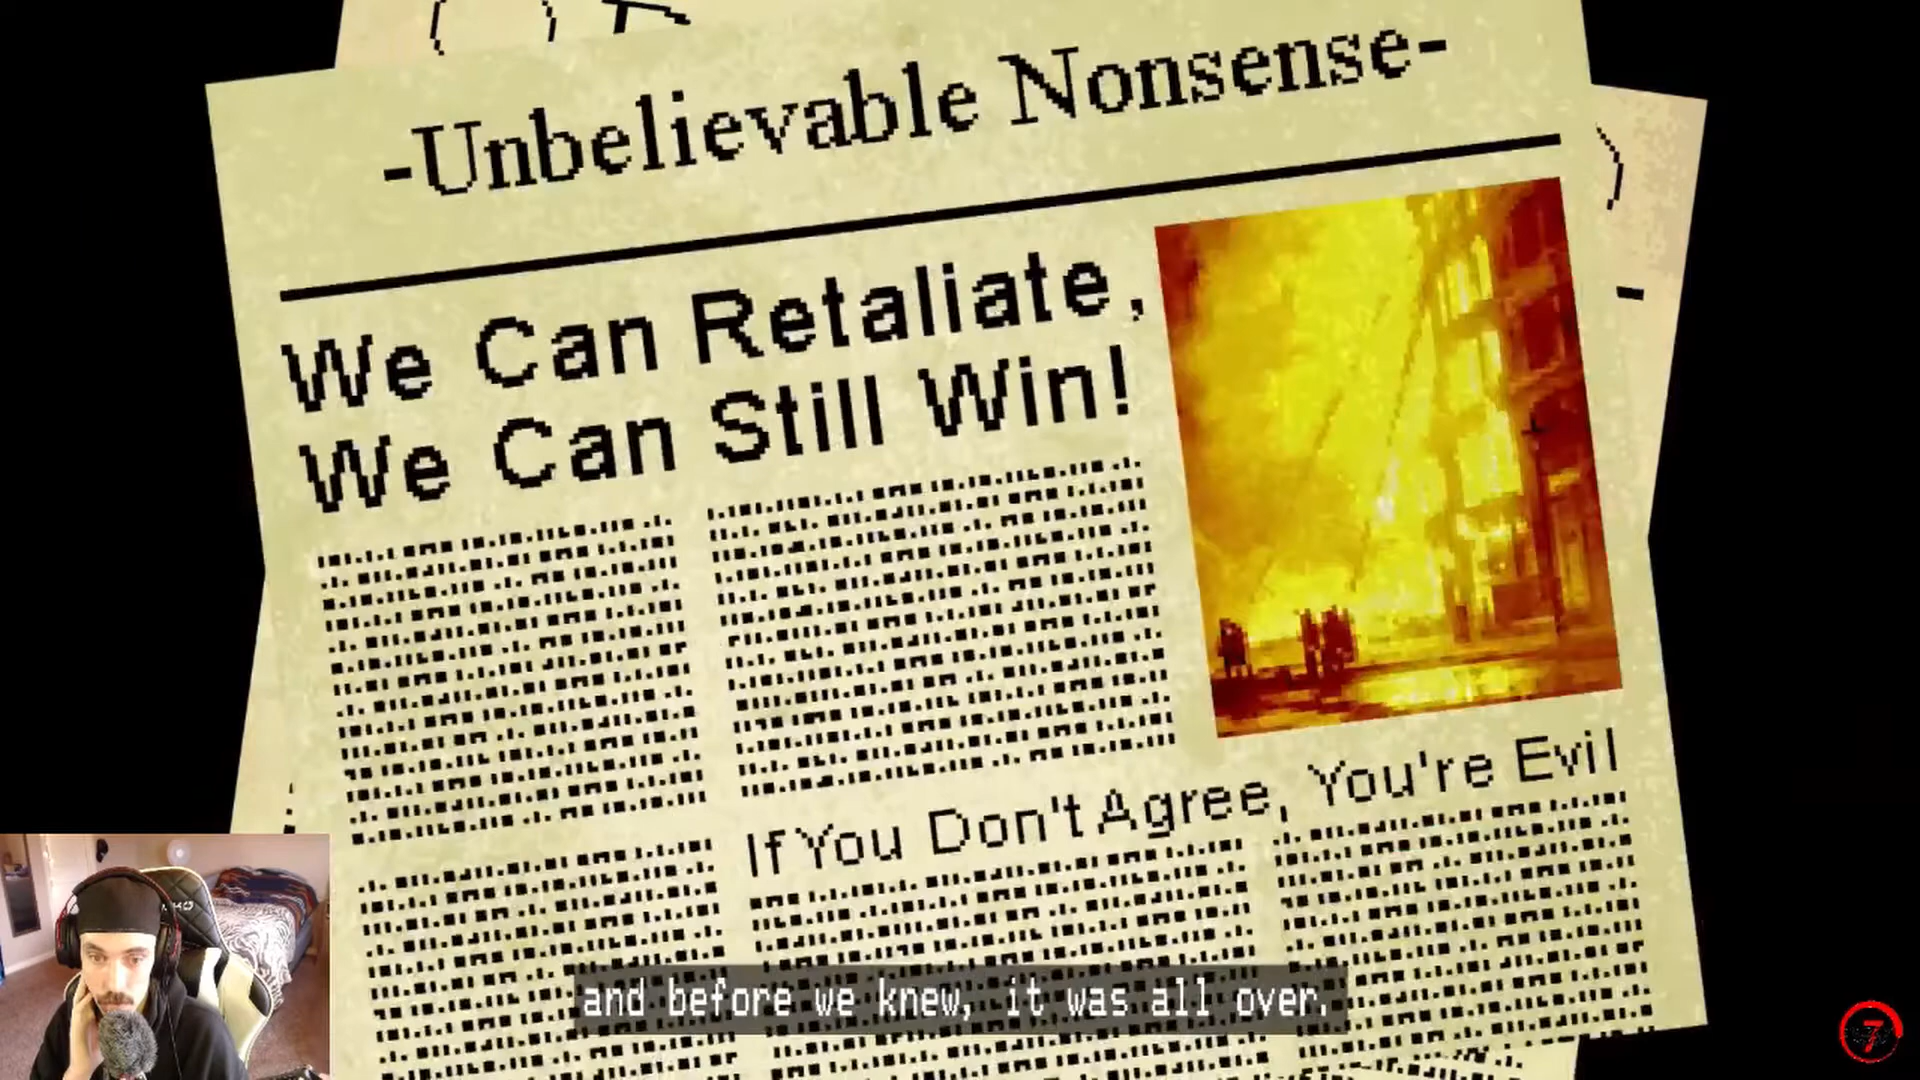 -Unbelievable Nonsense-
We Can Retaliate,
We Can Still Win!
If You Don't Agree, You're Evil
and before we knew, it was all over.
7